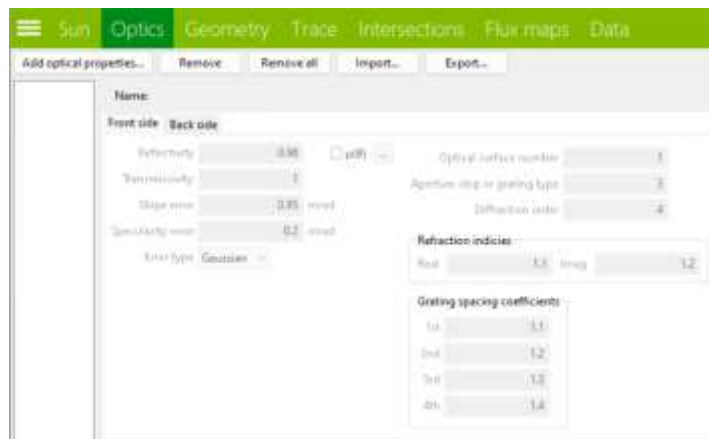 Sun Optics Geometry Trace Intersections Flux maps Data
Add optical properties... Remove Remove all Import... Export...
Name:
Front side Back side
Reflectivity 0.96 ...
Transmissivity 1
Slope error 0.95 mrad
Specularity error 0.2 mrad
Error type Gaussian
Optical surface number 1
Aperture stop or grating type 3
Diffraction order 4
Refraction indicies
Real 1.1 Imag 1.2
Grating spacing coefficients
1st 1.1
2nd 1.2
3rd 1.3
4th 1.4